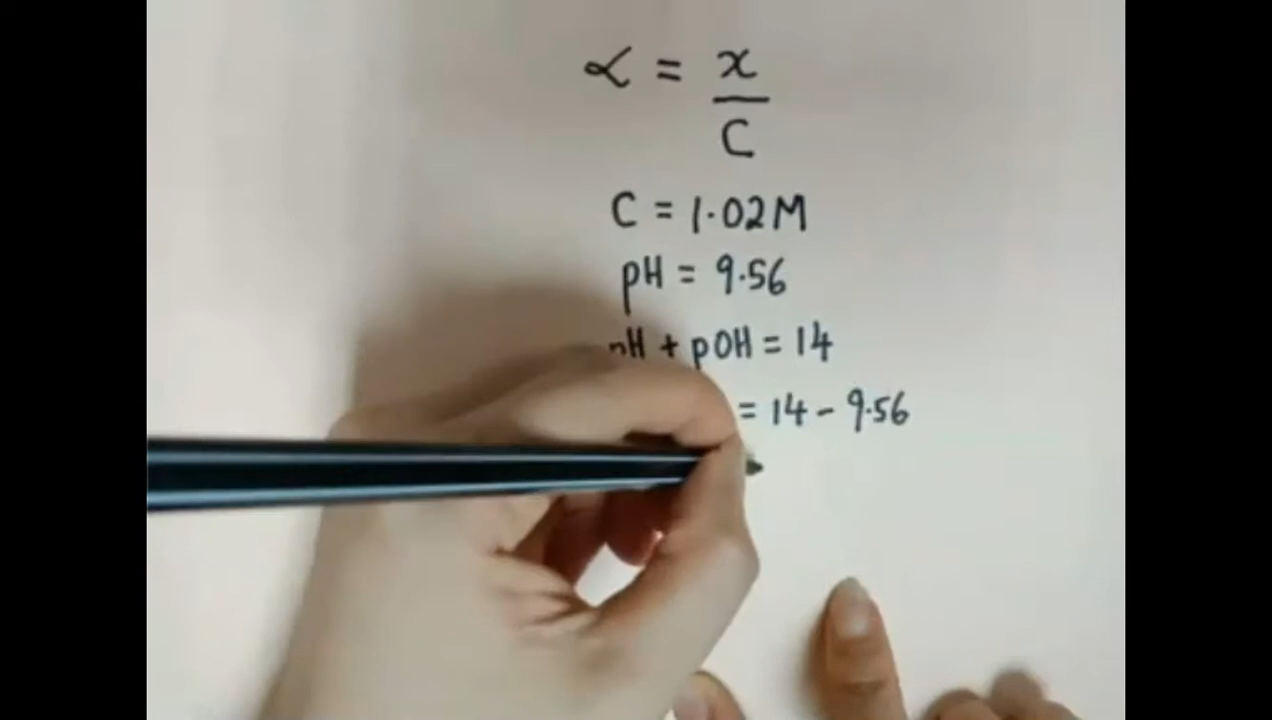 α = x
C
C = 1.02M
pH = 9.56
pH + pOH = 14
= 14 - 9.56